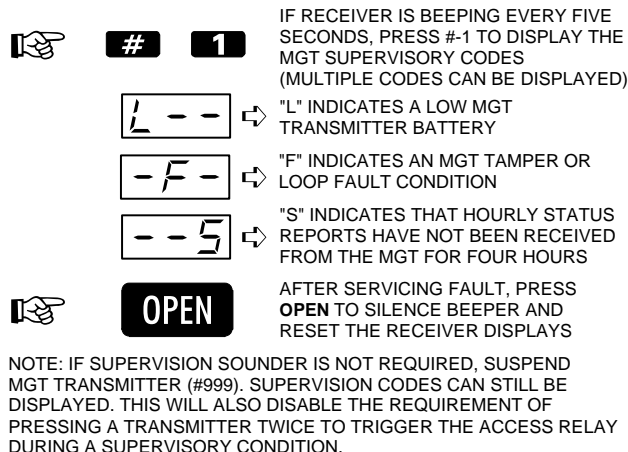 # 1
IF RECEIVER IS BEEPING EVERY FIVE
SECONDS, PRESS #-1 TO DISPLAY THE
MGT SUPERVISORY CODES
(MULTIPLE CODES CAN BE DISPLAYED)
L - -
"L" INDICATES A LOW MGT
TRANSMITTER BATTERY
- F -
"F" INDICATES AN MGT TAMPER OR
LOOP FAULT CONDITION
- - S
"S" INDICATES THAT HOURLY STATUS
REPORTS HAVE NOT BEEN RECEIVED
FROM THE MGT FOR FOUR HOURS
OPEN
AFTER SERVICING FAULT, PRESS
OPEN TO SILENCE BEEPER AND
RESET THE RECEIVER DISPLAYS
NOTE: IF SUPERVISION SOUNDER IS NOT REQUIRED, SUSPEND
MGT TRANSMITTER (#999). SUPERVISION CODES CAN STILL BE
DISPLAYED. THIS WILL ALSO DISABLE THE REQUIREMENT OF
PRESSING A TRANSMITTER TWICE TO TRIGGER THE ACCESS RELAY
DURING A SUPERVISORY CONDITION.